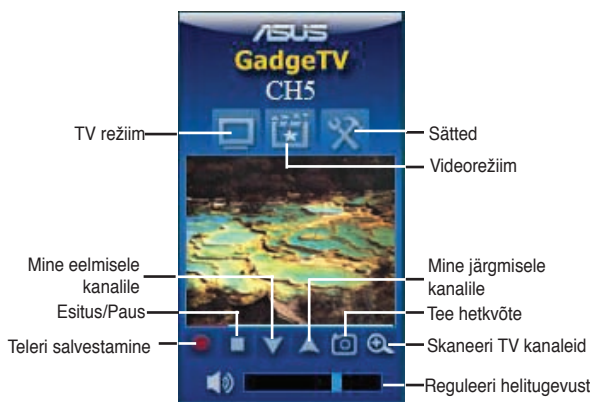 ASUS
GadgeTV
CH5
TV režiim
Sätted
Videorežiim
Mine eelmisele
kanalile
Mine järgmisele
kanalile
Esitus/Paus
Tee hetkvõte
Teleri salvestamine
Skaneeri TV kanaleid
Reguleeri helitugevust